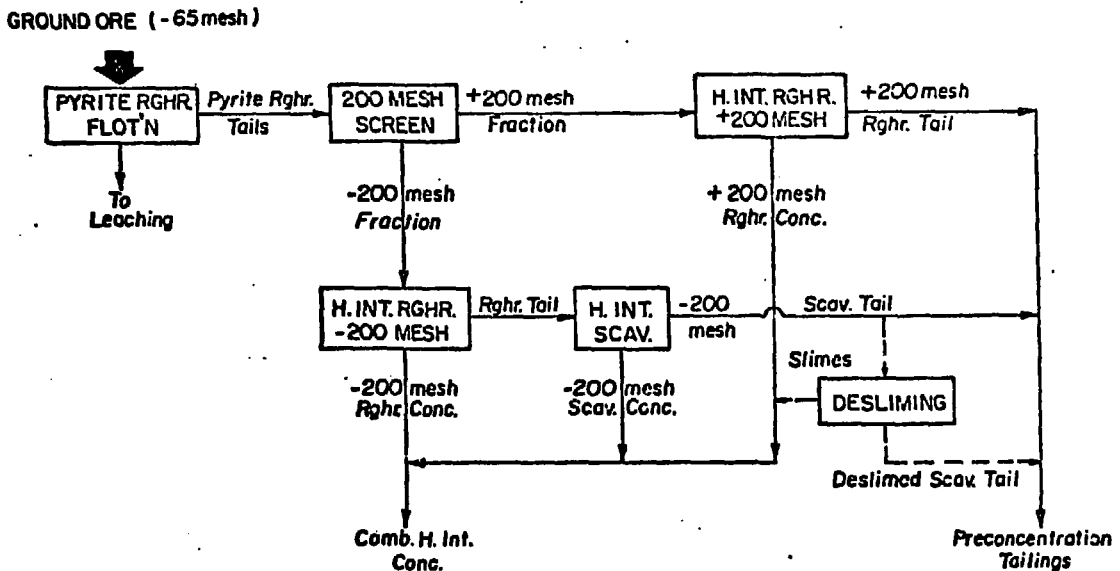 GROUND ORE (-65 mesh)
PYRITE RGHR.
FLOT'N
Pyrite Rghr.
Tails
200 MESH
SCREEN
+200 mesh
Fraction
H. INT. RGHR.
+200 MESH
+200 mesh
Rghr. Tail
To
Leaching
-200 mesh
Fraction
+200 mesh
Rghr. Conc.
H. INT. RGHR.
-200 MESH
Rghr. Tail
H. INT.
SCAV.
-200
mesh
Scav. Tail
-200 mesh
Rghr. Conc.
-200 mesh
Scav. Conc.
Slimes
DESLIMING
Deslimed Scav. Tail
Comb. H. Int.
Conc.
Preconcentration
Tailings